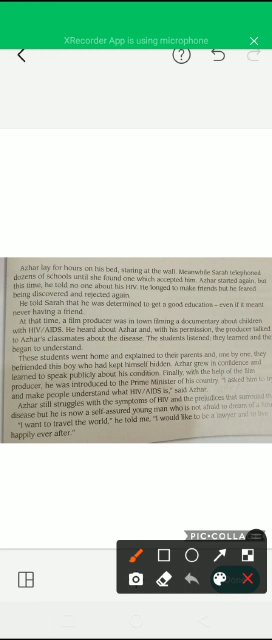 XRecorder App is using microphone
Azhar lay for hours on his bed, staring at the wall. Meanwhile Sarah telephoned
dozens of schools until she found one which accepted him. Azhar started again, but
this time, he told no one about his HIV. He longed to make friends but he feared
being discovered and rejected again.
He told Sarah that he was determined to get a good education – even if it meant
never having a friend.
At that time, a film producer was in town filming a documentary about children
with HIV/AIDS. He heard about Azhar and, with his permission, the producer talked
to Azhar's classmates about the disease. The students listened; they learned and they
began to understand.
These students went home and explained to their parents and, one by one, they
befriended this boy who had kept himself hidden. Azhar grew in confidence and
learned to speak publicly about his condition. Finally, with the help of the film
producer, he was introduced to the Prime Minister of his country. "I asked him to try
and make people understand what HIV/AIDS is," said Azhar.
Azhar still struggles with the symptoms of HIV and the prejudices that surround the
disease but he is now a self-assured young man who is not afraid to dream of a
"I want to travel the world," he told me, "I would like to be a lawyer and to live
happily ever after."
PIC•COLLA